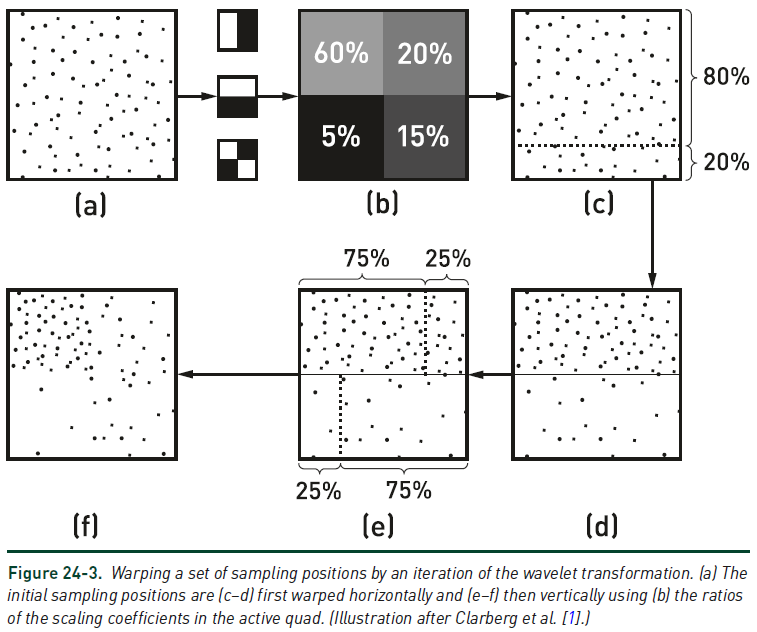 60% 20%
5% 15%
80%
20%
(a)
(b)
(c)
75% 25%
25% 75%
(f)
(e)
(d)
Figure 24-3. Warping a set of sampling positions by an iteration of the wavelet transformation. (a) The
initial sampling positions are (c–d) first warped horizontally and (e–f) then vertically using (b) the ratios
of the scaling coefficients in the active quad. (Illustration after Clarberg et al. [1].)